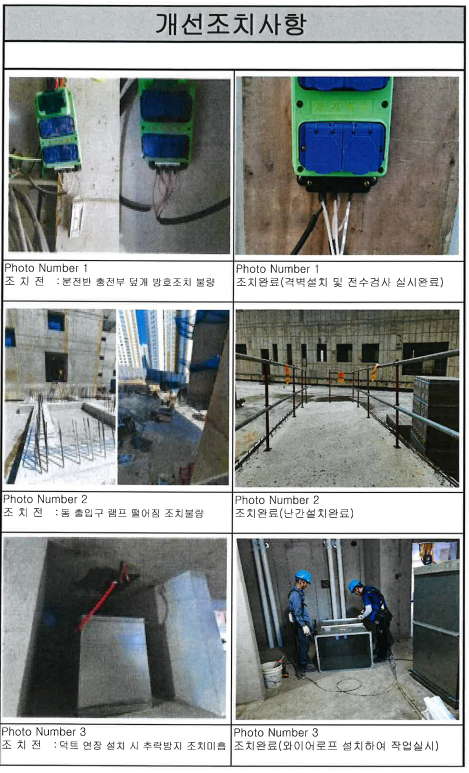 개선조치사항
Photo Number 1
조 치 전 : 분전반 충전부 덮개 방호조치 불량
Photo Number 1
조치완료(격벽설치 및 전수검사 실시완료)
Photo Number 2
조 치 전 : 동 출입구 램프 떨어짐 조치불량
Photo Number 2
조치완료(난간설치완료)
Photo Number 3
조 치 전 : 덕트 연장 설치 시 추락방지 조치미흡
Photo Number 3
조치완료(와이어로프 설치하여 작업실시)